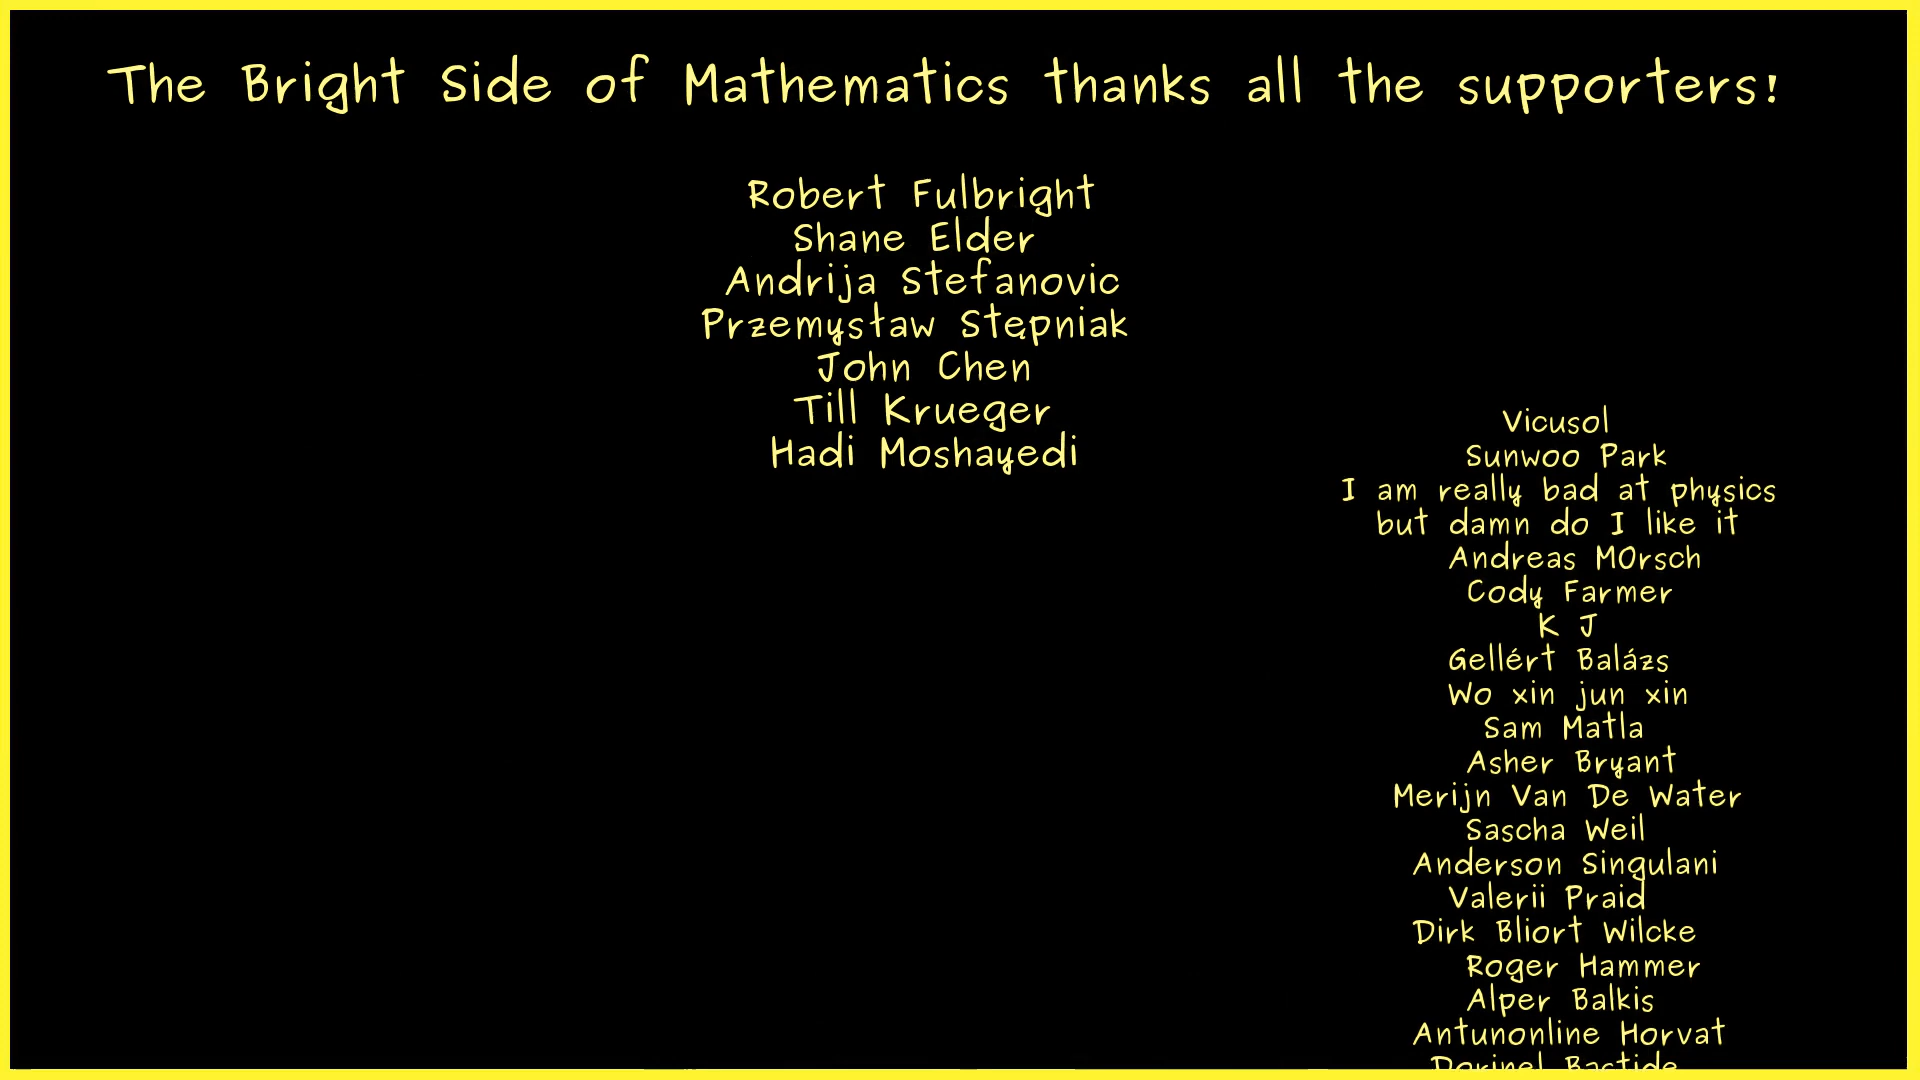 The Bright Side of Mathematics thanks all the supporters!
Robert Fulbright
Shane Elder
Andrija Stefanovic
Przemysław Stępniak
John Chen
Till Krueger
Hadi Moshayedi
Vicusol
Sunwoo Park
I am really bad at physics
but damn do I like it
Andreas MOrsch
Cody Farmer
K J
Gellért Balázs
Wo xin jun xin
Sam Matla
Asher Bryant
Merijn Van De Water
Sascha Weil
Anderson Singulani
Valerii Praid
Dirk Bliort Wilcke
Roger Hammer
Alper Balkis
Antunonline Horvat
Dorinel Bastide